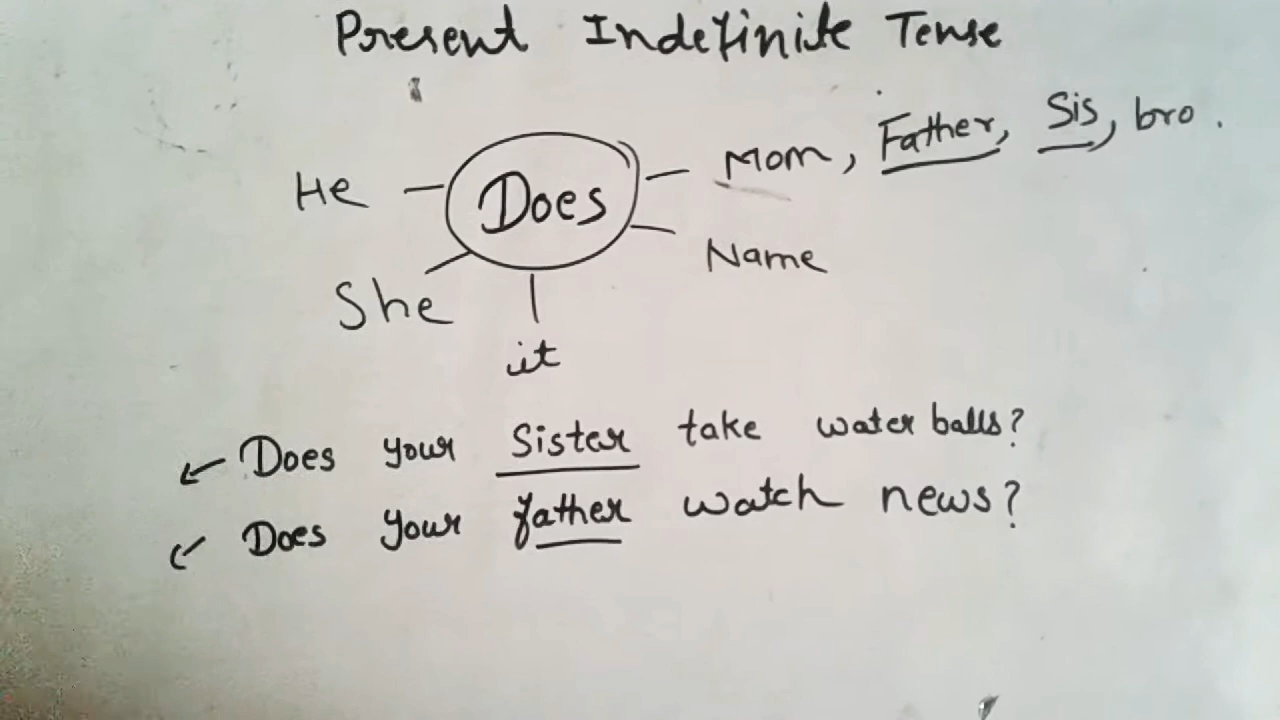 Present Indefinite Tense
Mom, Father, Sis, bro.
He Does
Name
She
it
Does your Sister take water balls?
Does your father watch news?